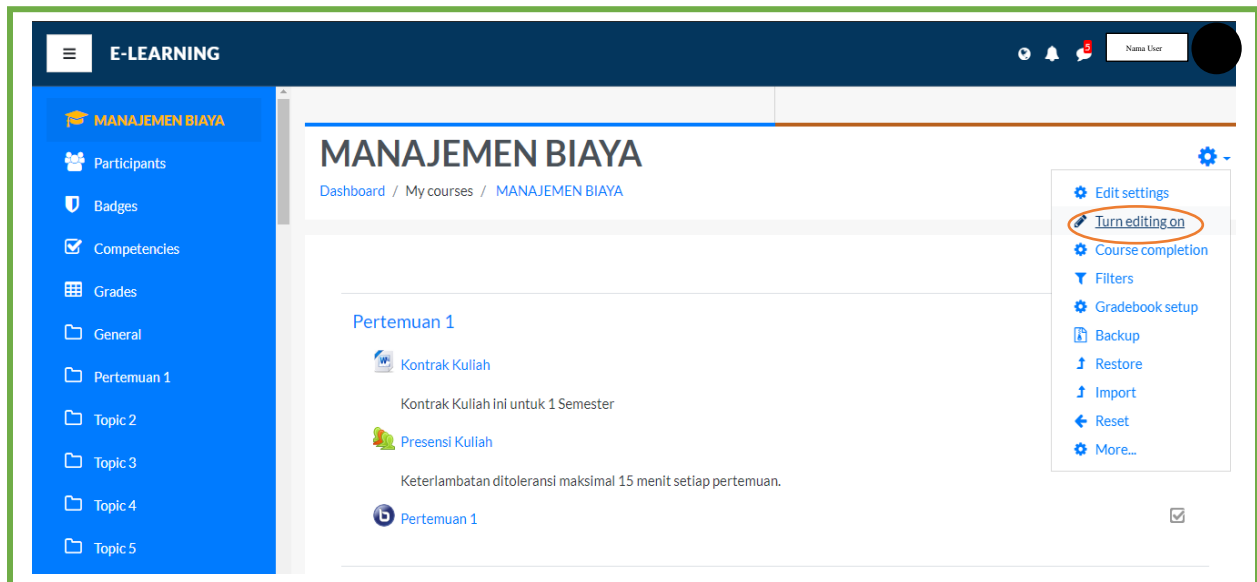 E-LEARNING
5
Nama User
MANAJEMEN BIAYA
Participants
Badges
Competencies
Grades
General
Pertemuan 1
Topic 2
Topic 3
Topic 4
Topic 5
MANAJEMEN BIAYA
Dashboard / My courses / MANAJEMEN BIAYA
Edit settings
Turn editing on
Course completion
Filters
Gradebook setup
Backup
Restore
Import
Reset
More...
Pertemuan 1
Kontrak Kuliah
Kontrak Kuliah ini untuk 1 Semester
Presensi Kuliah
Keterlambatan ditoleransi maksimal 15 menit setiap pertemuan.
Pertemuan 1